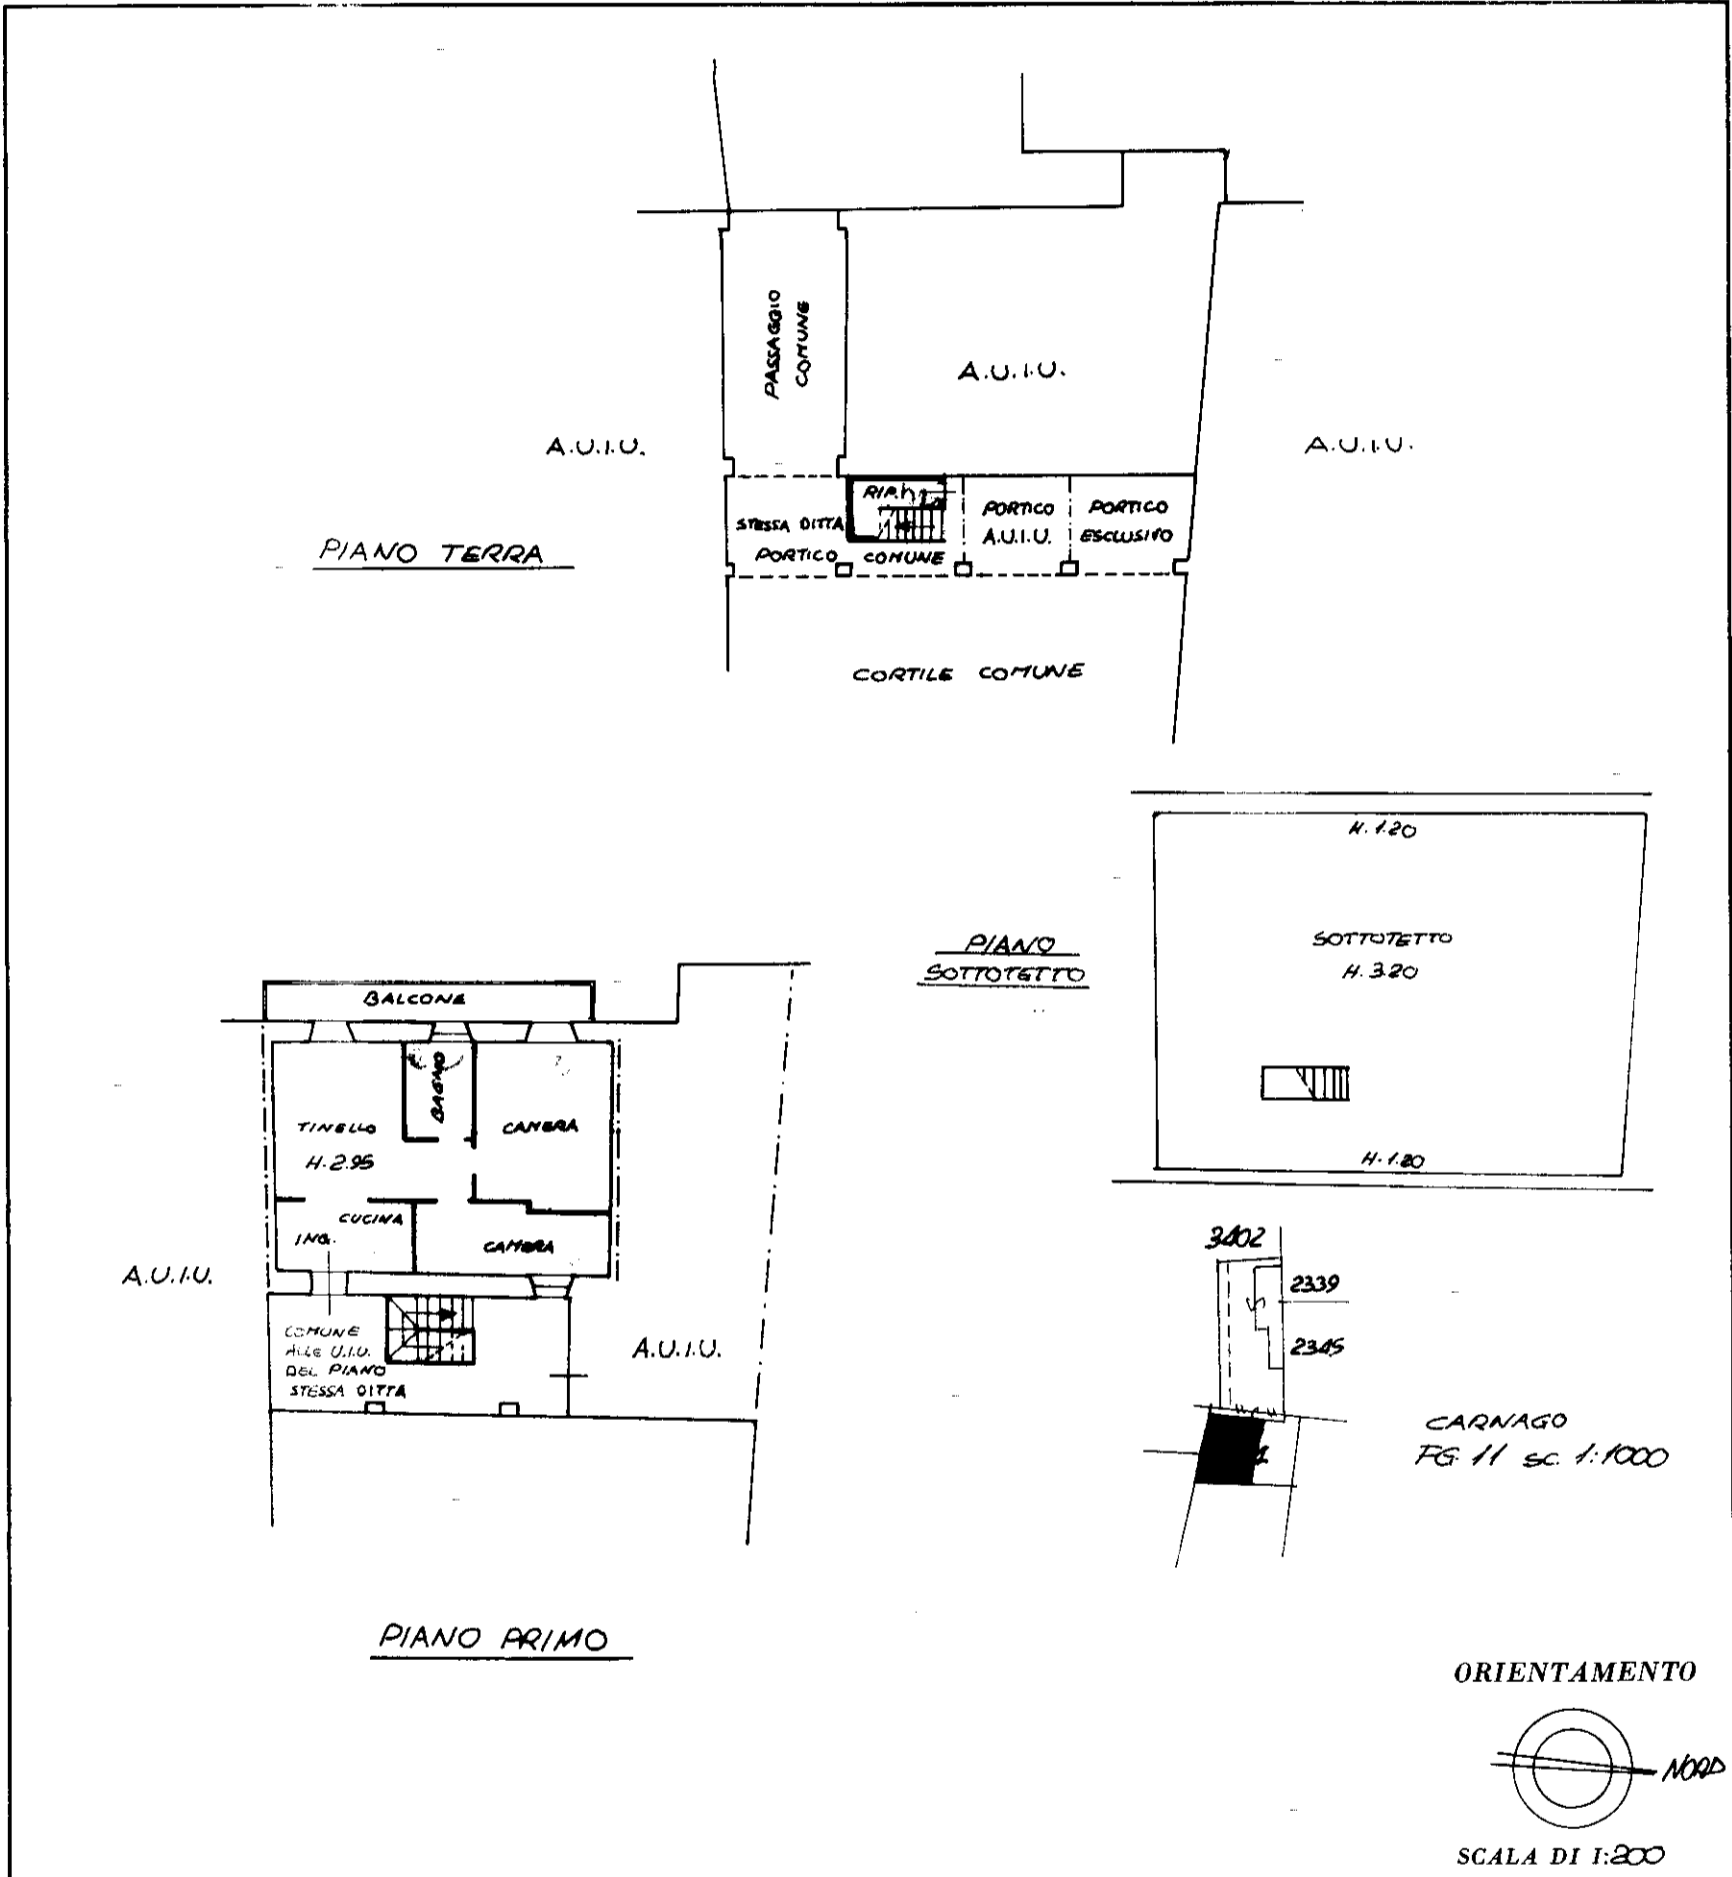 PASSAGGIO
COMUNE
A.U.I.U.
A.U.I.U.
A.U.I.U.
RIP.
STESSA DITTA
PORTICO COMUNE
PORTICO
A.U.I.U.
PORTICO
ESCLUSIVO
PIANO TERRA
CORTILE COMUNE
H. 1.20
SOTTOTETTO
H. 3.20
H. 1.20
PIANO
SOTTOTETTO
BALCONE
BAGNO
TINELLO
H. 2.95
CAMERA
CUCINA
ING.
CAMERA
A.U.I.U.
COMUNE
ALLE U.I.U.
DEL PIANO
STESSA DITTA
A.U.I.U.
PIANO PRIMO
3402
2339
2345
CARNAGO
FG. 11 sc. 1:1000
ORIENTAMENTO
NORD
SCALA DI 1:200